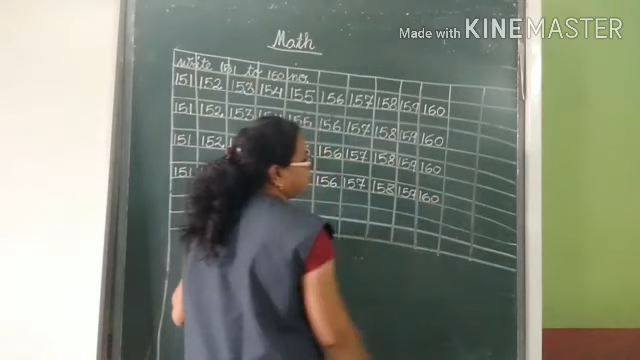 Made with KINEMASTER
Math
write 151 to 160 no.
151 152 153 154 155 156 157 158 159 160
151 152 153 155 156 157 158 159 160
151 152 156 157 158 159 160
151 156 157 158 159 160